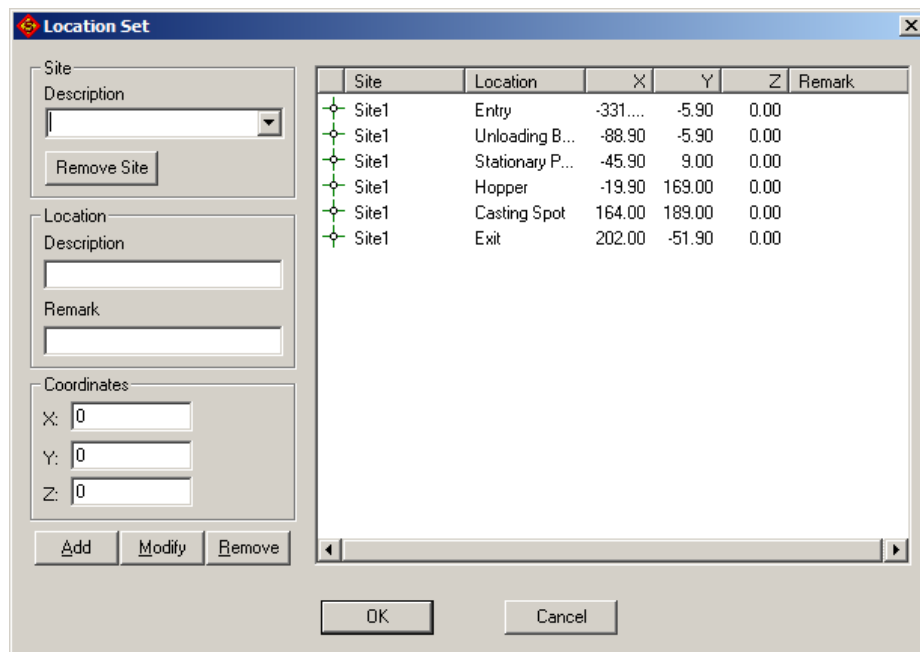 Location Set
Site
Description
Remove Site
Location
Description
Remark
Coordinates
X: 0
Y: 0
Z: 0
Add Modify Remove
Site Location X Y Z Remark
Site1 Entry -331.... -5.90 0.00
Site1 Unloading B... -88.90 -5.90 0.00
Site1 Stationary P... -45.90 9.00 0.00
Site1 Hopper -19.90 169.00 0.00
Site1 Casting Spot 164.00 189.00 0.00
Site1 Exit 202.00 -51.90 0.00
OK Cancel